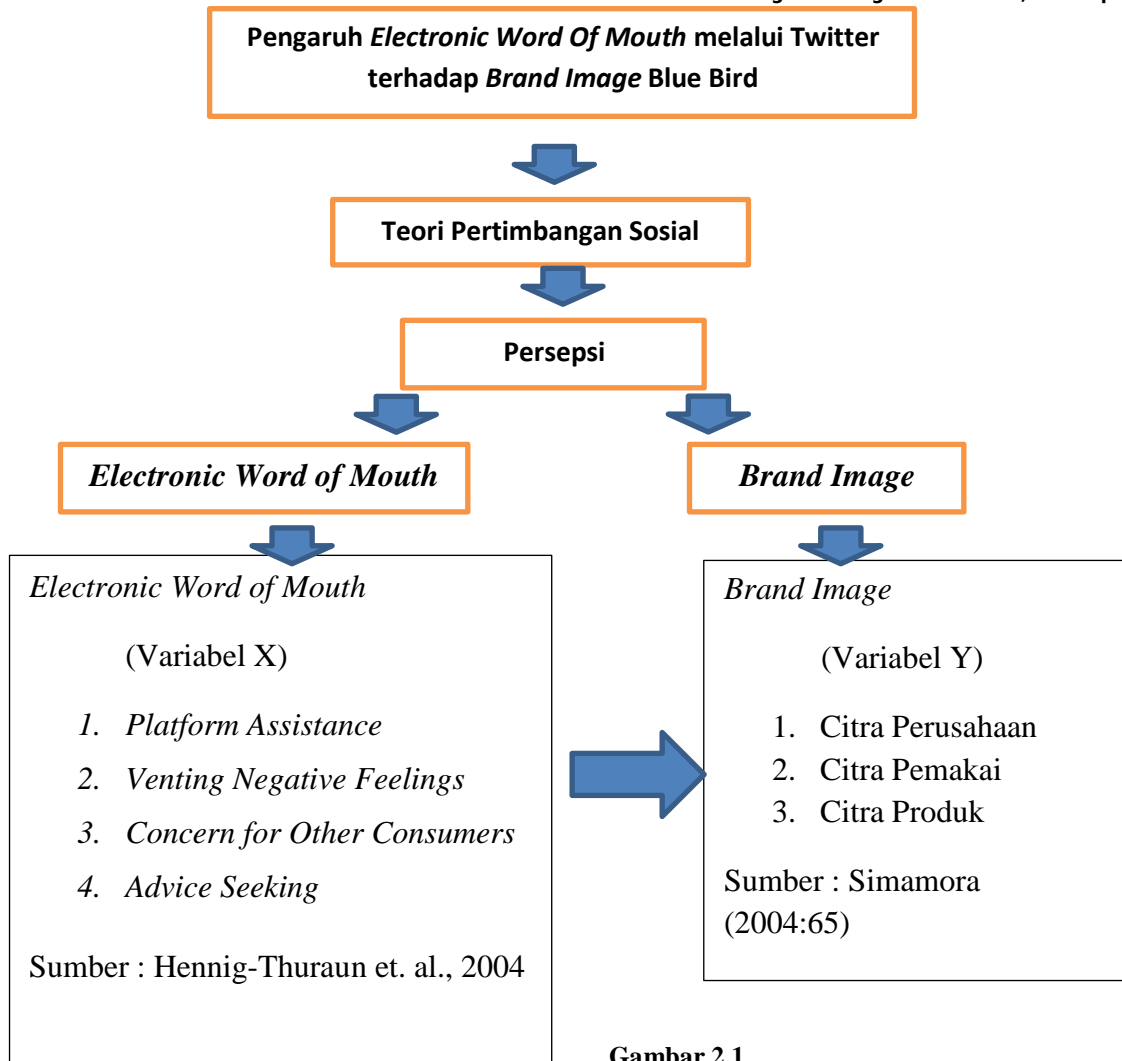 Pengaruh Electronic Word Of Mouth melalui Twitter
terhadap Brand Image Blue Bird
Teori Pertimbangan Sosial
Persepsi
Electronic Word of Mouth
Brand Image
Electronic Word of Mouth
(Variabel X)
1. Platform Assistance
2. Venting Negative Feelings
3. Concern for Other Consumers
4. Advice Seeking
Sumber : Hennig-Thuraun et. al., 2004
Brand Image
(Variabel Y)
1. Citra Perusahaan
2. Citra Pemakai
3. Citra Produk
Sumber : Simamora
(2004:65)
Gambar 2.1